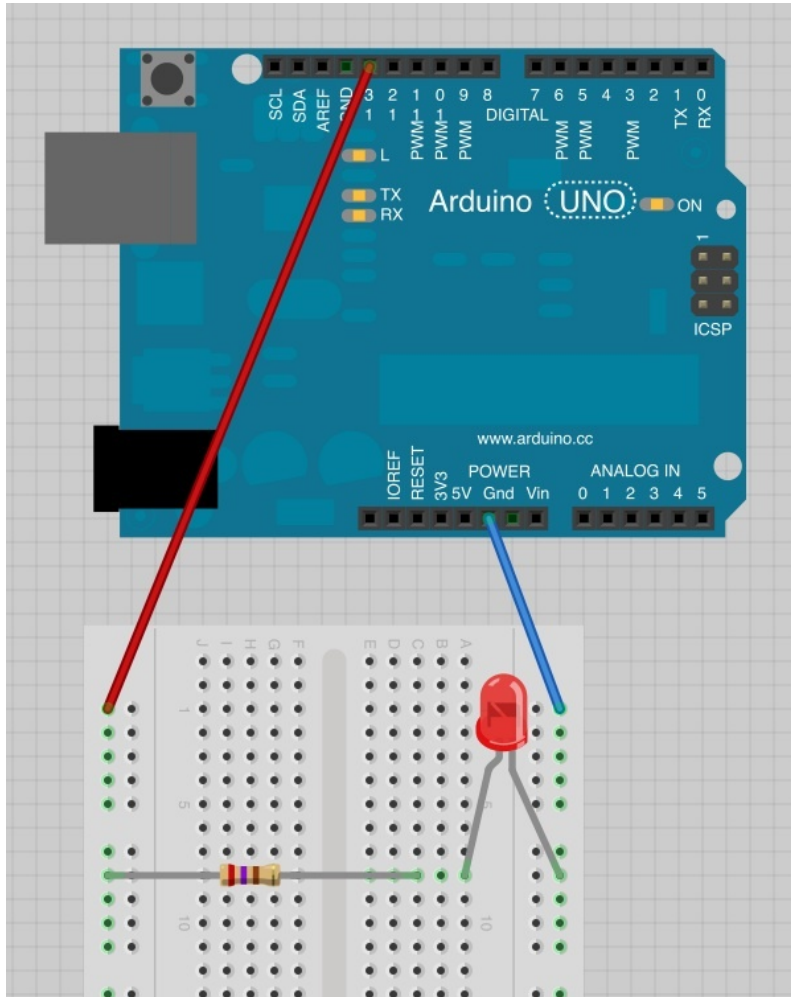 SCL SDA AREF GND 13 12 11 10 9 8 7 6 5 4 3 2 1 0
PWM PWM PWM DIGITAL PWM PWM PWM TX RX
L
TX
RX
Arduino UNO ON
1
ICSP
www.arduino.cc
IOREF RESET 3V3 5V Gnd Vin
POWER
ANALOG IN
0 1 2 3 4 5
J I H G F E D C B A
1
5 5
10 10